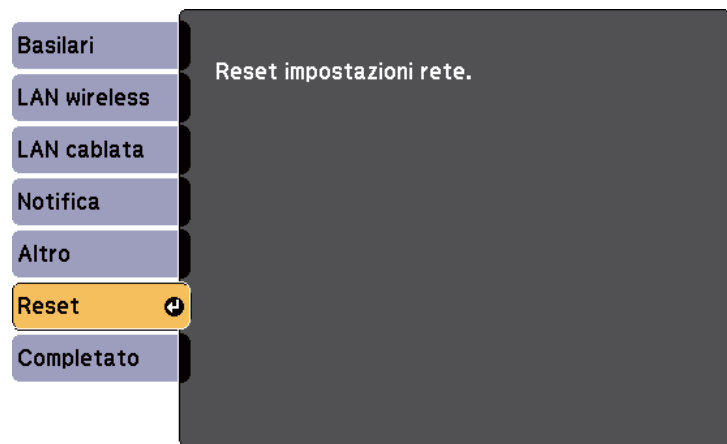 Basilari
LAN wireless
LAN cablata
Notifica
Altro
Reset
Completato
Reset impostazioni rete.